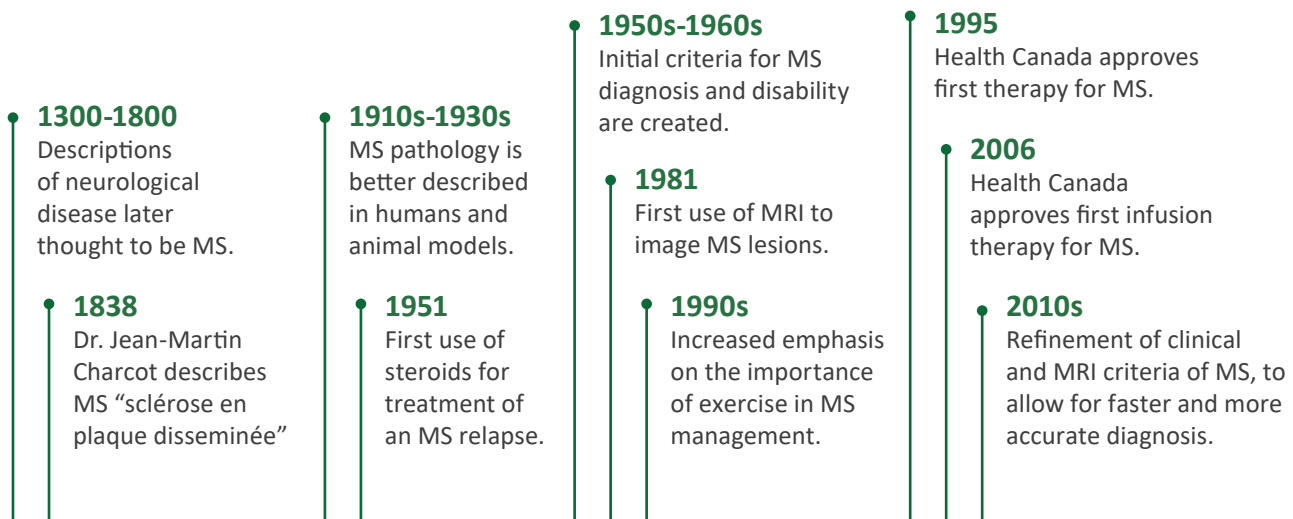 1300-1800
Descriptions
of neurological
disease later
thought to be MS.
1838
Dr. Jean-Martin
Charcot describes
MS “sclérose en
plaque disseminée”
1910s-1930s
MS pathology is
better described
in humans and
animal models.
1951
First use of
steroids for
treatment of
an MS relapse.
1950s-1960s
Initial criteria for MS
diagnosis and disability
are created.
1981
First use of MRI to
image MS lesions.
1990s
Increased emphasis
on the importance
of exercise in MS
management.
1995
Health Canada approves
first therapy for MS.
2006
Health Canada
approves first infusion
therapy for MS.
2010s
Refinement of clinical
and MRI criteria of MS, to
allow for faster and more
accurate diagnosis.